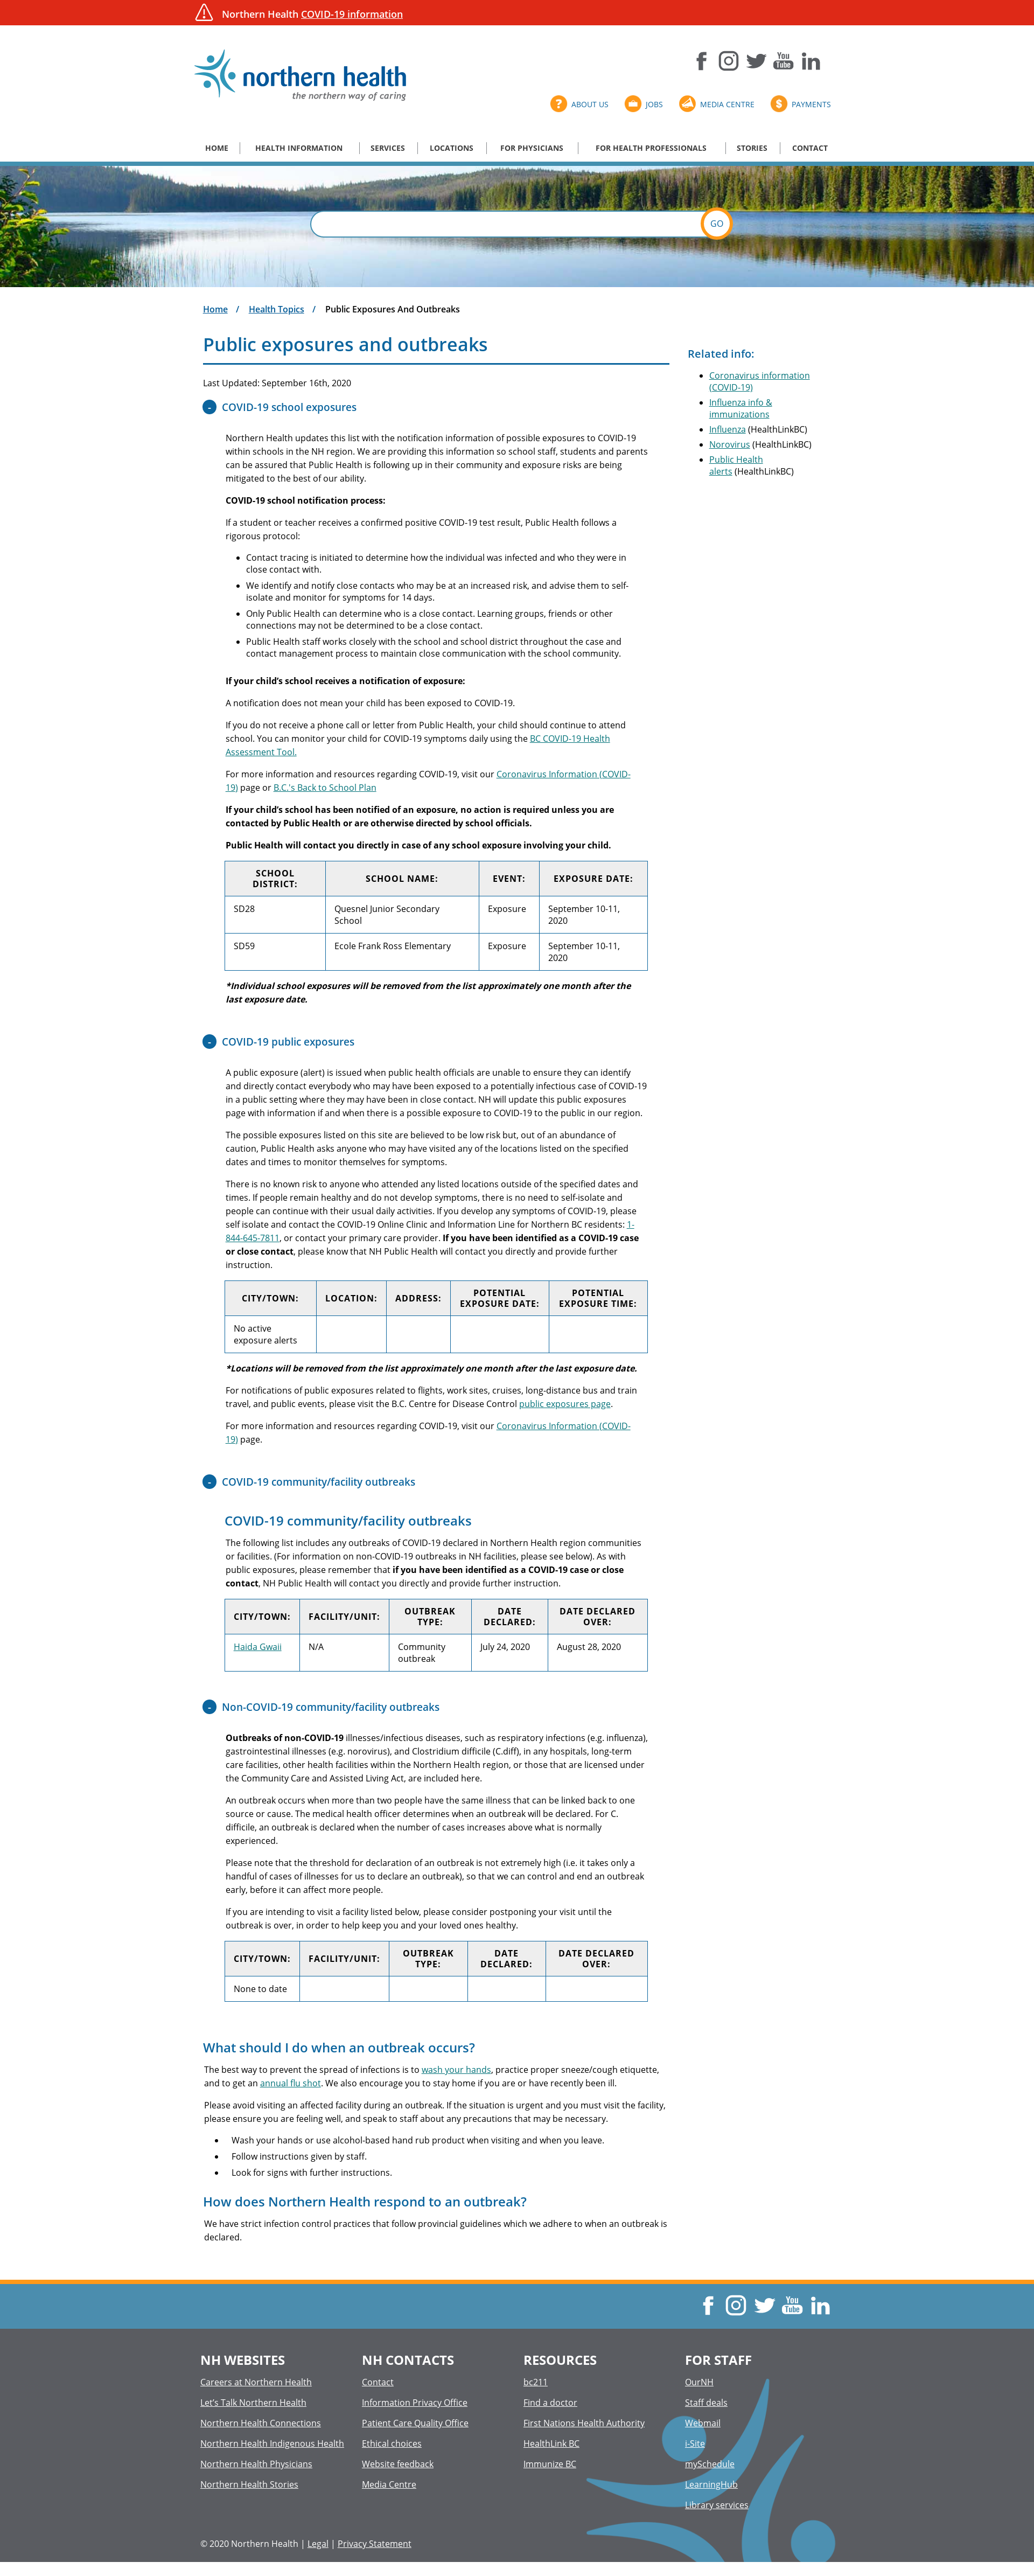 Northern Health COVID-19 information
northern health
the northern way of caring
ABOUT US JOBS MEDIA CENTRE PAYMENTS
HOME HEALTH INFORMATION SERVICES LOCATIONS FOR PHYSICIANS FOR HEALTH PROFESSIONALS STORIES CONTACT
GO
Home / Health Topics / Public Exposures And Outbreaks
Public exposures and outbreaks
Last Updated: September 16th, 2020
- COVID-19 school exposures
Northern Health updates this list with the notification information of possible exposures to COVID-19
within schools in the NH region. We are providing this information so school staff, students and parents
can be assured that Public Health is following up in their community and exposure risks are being
mitigated to the best of our ability.
COVID-19 school notification process:
If a student or teacher receives a confirmed positive COVID-19 test result, Public Health follows a
rigorous protocol:
• Contact tracing is initiated to determine how the individual was infected and who they were in
close contact with.
• We identify and notify close contacts who may be at an increased risk, and advise them to self-
isolate and monitor for symptoms for 14 days.
• Only Public Health can determine who is a close contact. Learning groups, friends or other
connections may not be determined to be a close contact.
• Public Health staff works closely with the school and school district throughout the case and
contact management process to maintain close communication with the school community.
If your child's school receives a notification of exposure:
A notification does not mean your child has been exposed to COVID-19.
If you do not receive a phone call or letter from Public Health, your child should continue to attend
school. You can monitor your child for COVID-19 symptoms daily using the BC COVID-19 Health
Assessment Tool.
For more information and resources regarding COVID-19, visit our Coronavirus Information (COVID-
19) page or B.C.'s Back to School Plan
If your child's school has been notified of an exposure, no action is required unless you are
contacted by Public Health or are otherwise directed by school officials.
Public Health will contact you directly in case of any school exposure involving your child.
SCHOOL DISTRICT: SCHOOL NAME: EVENT: EXPOSURE DATE:
SD28 Quesnel Junior Secondary School Exposure September 10-11, 2020
SD59 Ecole Frank Ross Elementary Exposure September 10-11, 2020
*Individual school exposures will be removed from the list approximately one month after the
last exposure date.
- COVID-19 public exposures
A public exposure (alert) is issued when public health officials are unable to ensure they can identify
and directly contact everybody who may have been exposed to a potentially infectious case of COVID-19
in a public setting where they may have been in close contact. NH will update this public exposures
page with information if and when there is a possible exposure to COVID-19 to the public in our region.
The possible exposures listed on this site are believed to be low risk but, out of an abundance of
caution, Public Health asks anyone who may have visited any of the locations listed on the specified
dates and times to monitor themselves for symptoms.
There is no known risk to anyone who attended any listed locations outside of the specified dates and
times. If people remain healthy and do not develop symptoms, there is no need to self-isolate and
people can continue with their usual daily activities. If you develop any symptoms of COVID-19, please
self isolate and contact the COVID-19 Online Clinic and Information Line for Northern BC residents: 1-
844-645-7811, or contact your primary care provider. If you have been identified as a COVID-19 case
or close contact, please know that NH Public Health will contact you directly and provide further
instruction.
CITY/TOWN: LOCATION: ADDRESS: POTENTIAL EXPOSURE DATE: POTENTIAL EXPOSURE TIME:
No active exposure alerts
*Locations will be removed from the list approximately one month after the last exposure date.
For notifications of public exposures related to flights, work sites, cruises, long-distance bus and train
travel, and public events, please visit the B.C. Centre for Disease Control public exposures page.
For more information and resources regarding COVID-19, visit our Coronavirus Information (COVID-
19) page.
- COVID-19 community/facility outbreaks
COVID-19 community/facility outbreaks
The following list includes any outbreaks of COVID-19 declared in Northern Health region communities
or facilities. (For information on non-COVID-19 outbreaks in NH facilities, please see below). As with
public exposures, please remember that if you have been identified as a COVID-19 case or close
contact, NH Public Health will contact you directly and provide further instruction.
CITY/TOWN: FACILITY/UNIT: OUTBREAK TYPE: DATE DECLARED: DATE DECLARED OVER:
Haida Gwaii N/A Community outbreak July 24, 2020 August 28, 2020
- Non-COVID-19 community/facility outbreaks
Outbreaks of non-COVID-19 illnesses/infectious diseases, such as respiratory infections (e.g. influenza),
gastrointestinal illnesses (e.g. norovirus), and Clostridium difficile (C.diff), in any hospitals, long-term
care facilities, other health facilities within the Northern Health region, or those that are licensed under
the Community Care and Assisted Living Act, are included here.
An outbreak occurs when more than two people have the same illness that can be linked back to one
source or cause. The medical health officer determines when an outbreak will be declared. For C.
difficile, an outbreak is declared when the number of cases increases above what is normally
experienced.
Please note that the threshold for declaration of an outbreak is not extremely high (i.e. it takes only a
handful of cases of illnesses for us to declare an outbreak), so that we can control and end an outbreak
early, before it can affect more people.
If you are intending to visit a facility listed below, please consider postponing your visit until the
outbreak is over, in order to help keep you and your loved ones healthy.
CITY/TOWN: FACILITY/UNIT: OUTBREAK TYPE: DATE DECLARED: DATE DECLARED OVER:
None to date
What should I do when an outbreak occurs?
The best way to prevent the spread of infections is to wash your hands, practice proper sneeze/cough etiquette,
and to get an annual flu shot. We also encourage you to stay home if you are or have recently been ill.
Please avoid visiting an affected facility during an outbreak. If the situation is urgent and you must visit the facility,
please ensure you are feeling well, and speak to staff about any precautions that may be necessary.
• Wash your hands or use alcohol-based hand rub product when visiting and when you leave.
• Follow instructions given by staff.
• Look for signs with further instructions.
How does Northern Health respond to an outbreak?
We have strict infection control practices that follow provincial guidelines which we adhere to when an outbreak is
declared.
Related info:
• Coronavirus information
(COVID-19)
• Influenza info &
immunizations
• Influenza (HealthLinkBC)
• Norovirus (HealthLinkBC)
• Public Health
alerts (HealthLinkBC)
NH WEBSITES
Careers at Northern Health
Let's Talk Northern Health
Northern Health Connections
Northern Health Indigenous Health
Northern Health Physicians
Northern Health Stories
NH CONTACTS
Contact
Information Privacy Office
Patient Care Quality Office
Ethical choices
Website feedback
Media Centre
RESOURCES
bc211
Find a doctor
First Nations Health Authority
HealthLink BC
Immunize BC
FOR STAFF
OurNH
Staff deals
Webmail
i-Site
mySchedule
LearningHub
Library services
© 2020 Northern Health | Legal | Privacy Statement